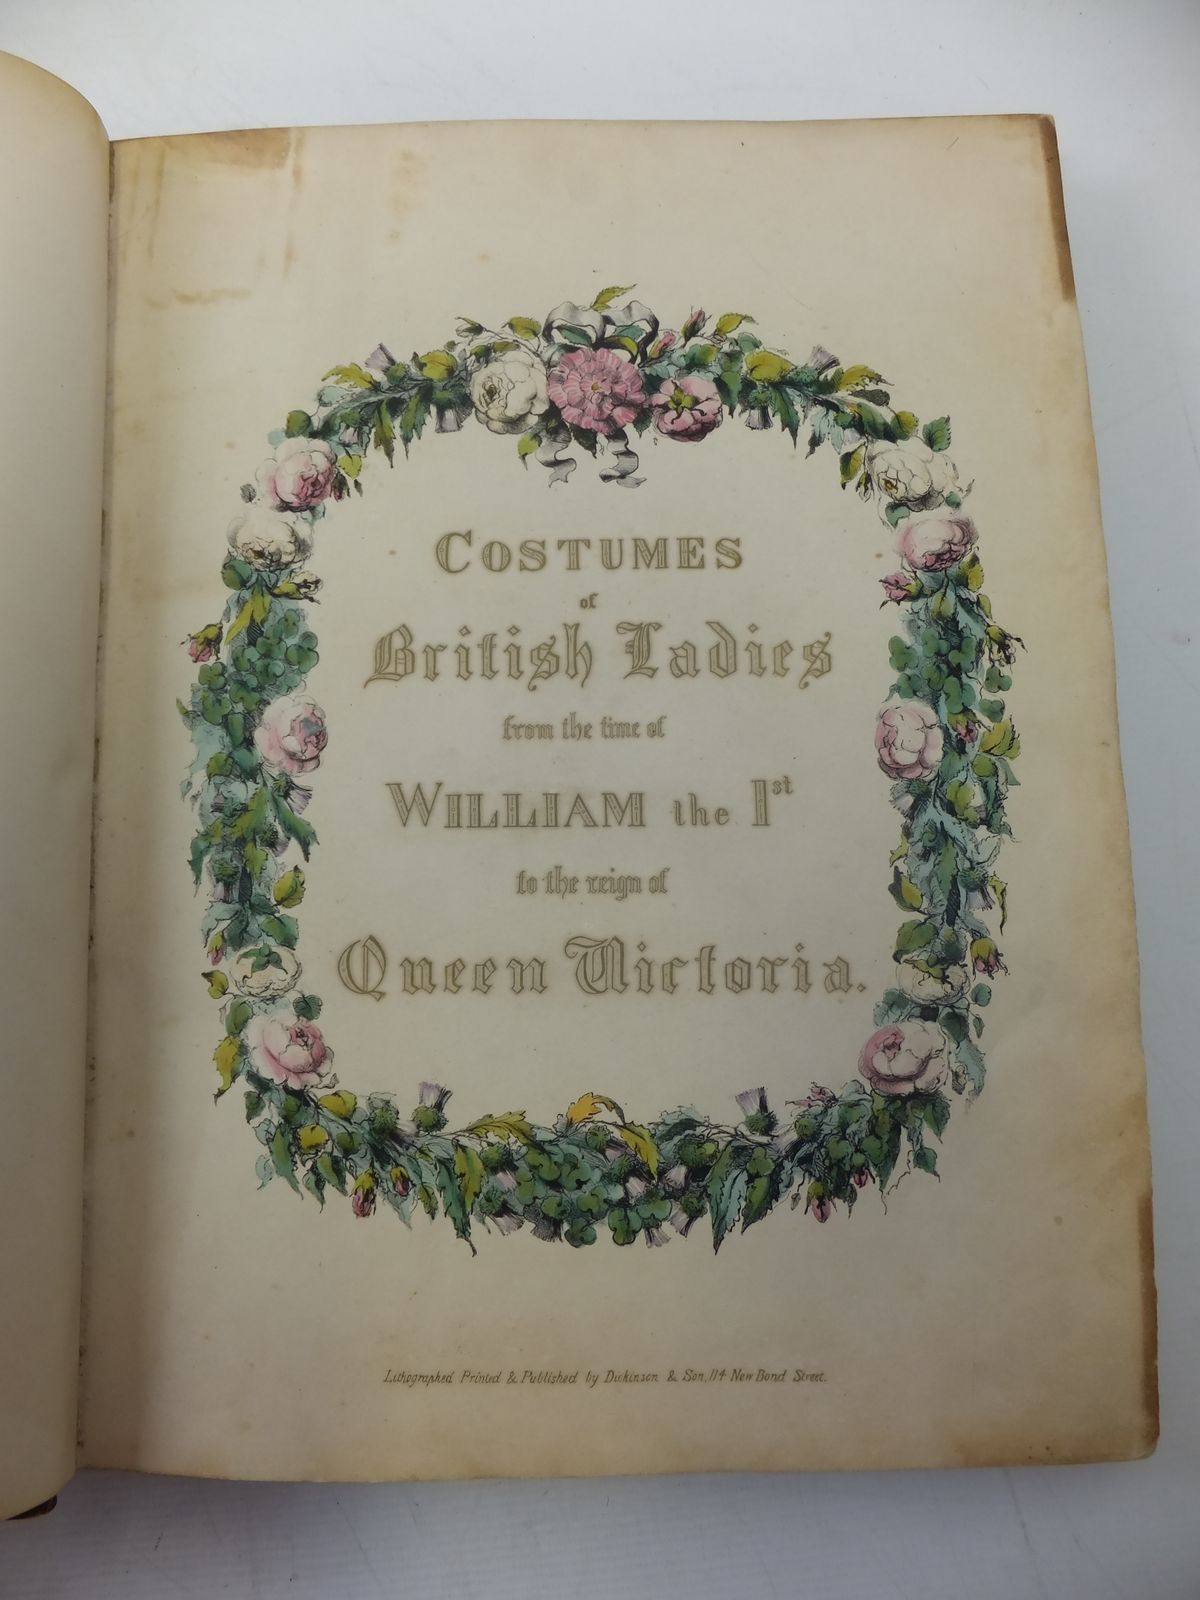 COSTUMES
of
British Ladies
from the time of
WILLIAM the 1st
to the reign of
Queen Victoria.
Lithographed Printed & Published by Dickinson & Son, 114 New Bond Street.